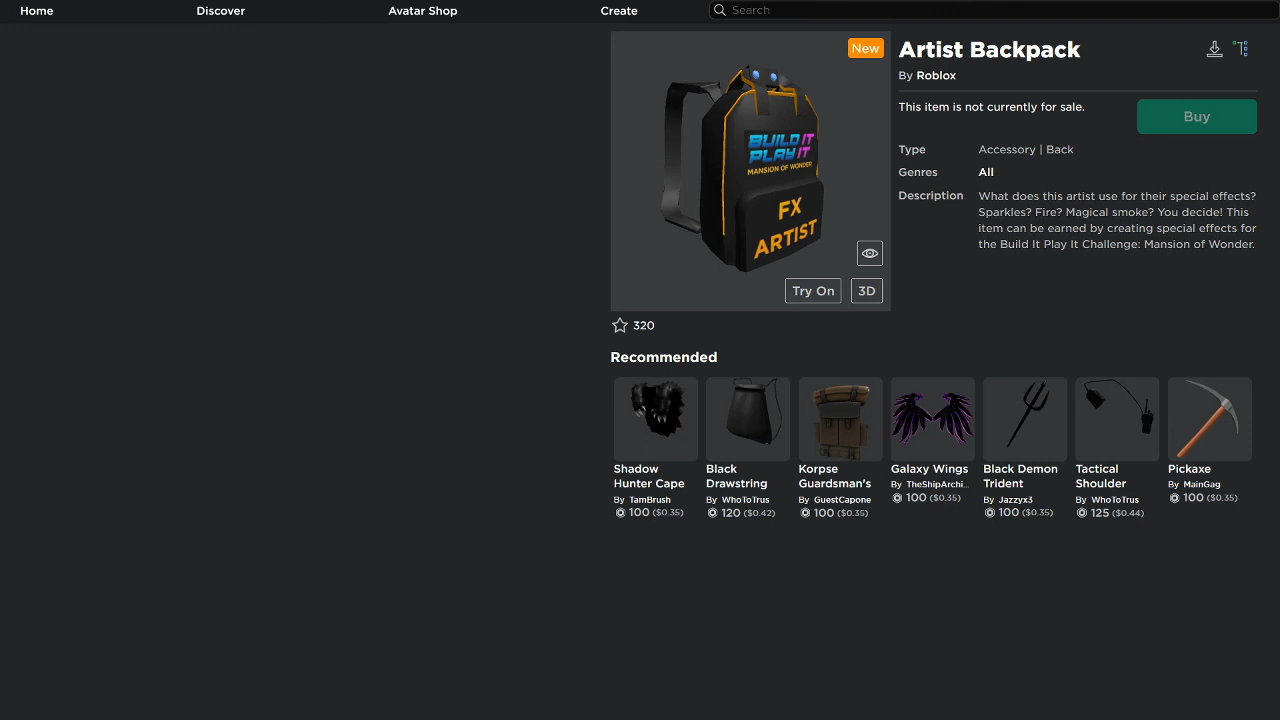 Home
Discover
Avatar Shop
Create
Search
New
BUILD IT
PLAY IT
MANSION OF WONDER
FX
ARTIST
Try On
3D
320
Artist Backpack
By Roblox
This item is not currently for sale.
Buy
Type
Accessory | Back
Genres
All
Description
What does this artist use for their special effects?
Sparkles? Fire? Magical smoke? You decide! This
item can be earned by creating special effects for
the Build It Play It Challenge: Mansion of Wonder.
Recommended
Shadow
Hunter Cape
By TamBrush
100 ($0.35)
Black
Drawstring
By WhoToTrus
120 ($0.42)
Korpse
Guardsman's
By GuestCapone
100 ($0.35)
Galaxy Wings
By TheShipArchi...
100 ($0.35)
Black Demon
Trident
By Jazzyx3
100 ($0.35)
Tactical
Shoulder
By WhoToTrus
125 ($0.44)
Pickaxe
By MainGag
100 ($0.35)